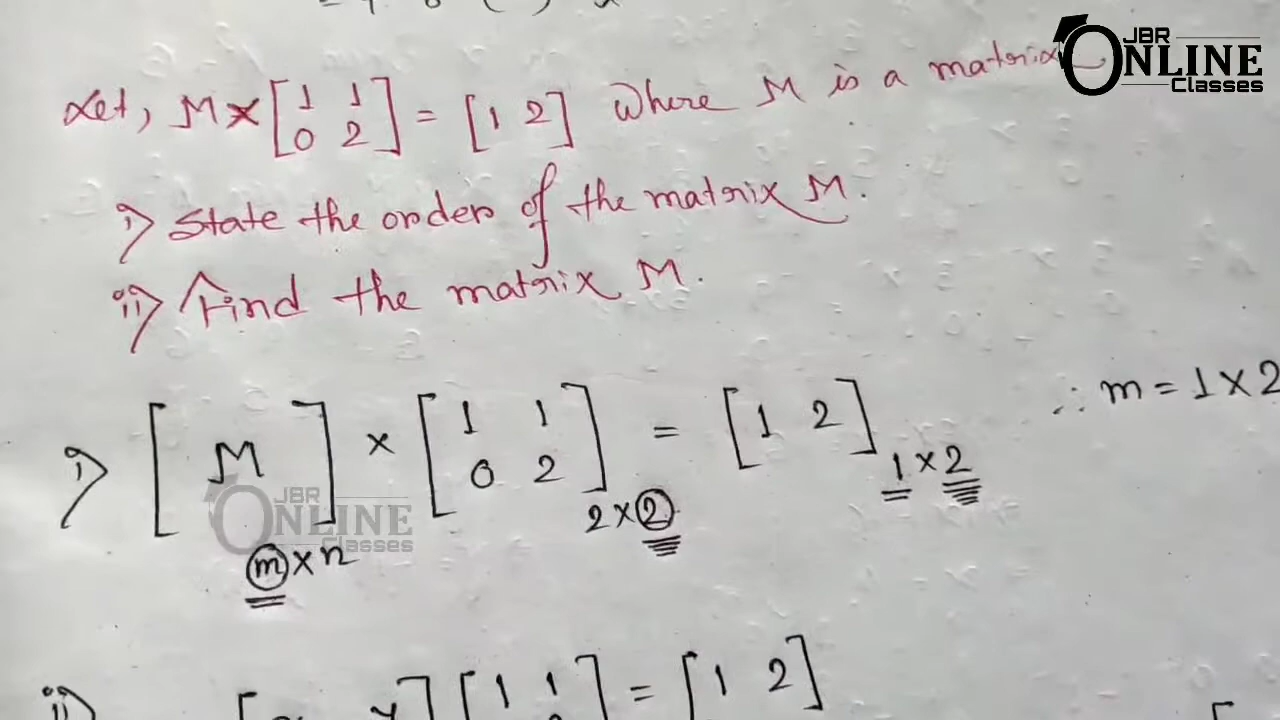 JBR
ONLINE
Classes
Let, M × [1 1
0 2] = [1 2] Where M is a matrix
i) State the order of the matrix M.
ii) Find the matrix M.
i) [M] × [1 1
0 2] = [1 2] ∴ m = 1 × 2
m × n 2 × 2 1 × 2
JBR
ONLINE
Classes
ii) [ y] [1 1] = [1 2]